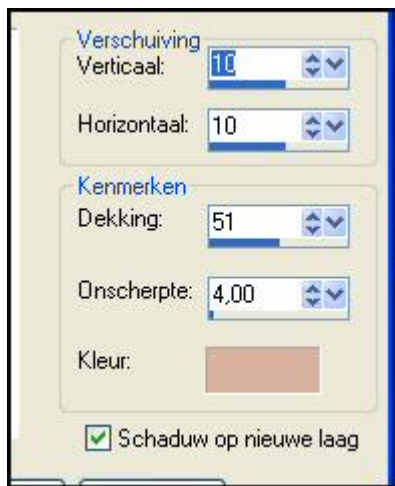 Verschuiving
Verticaal: 10
Horizontaal: 10
Kenmerken
Dekking: 51
Onscherpte: 4,00
Kleur:
Schaduw op nieuwe laag